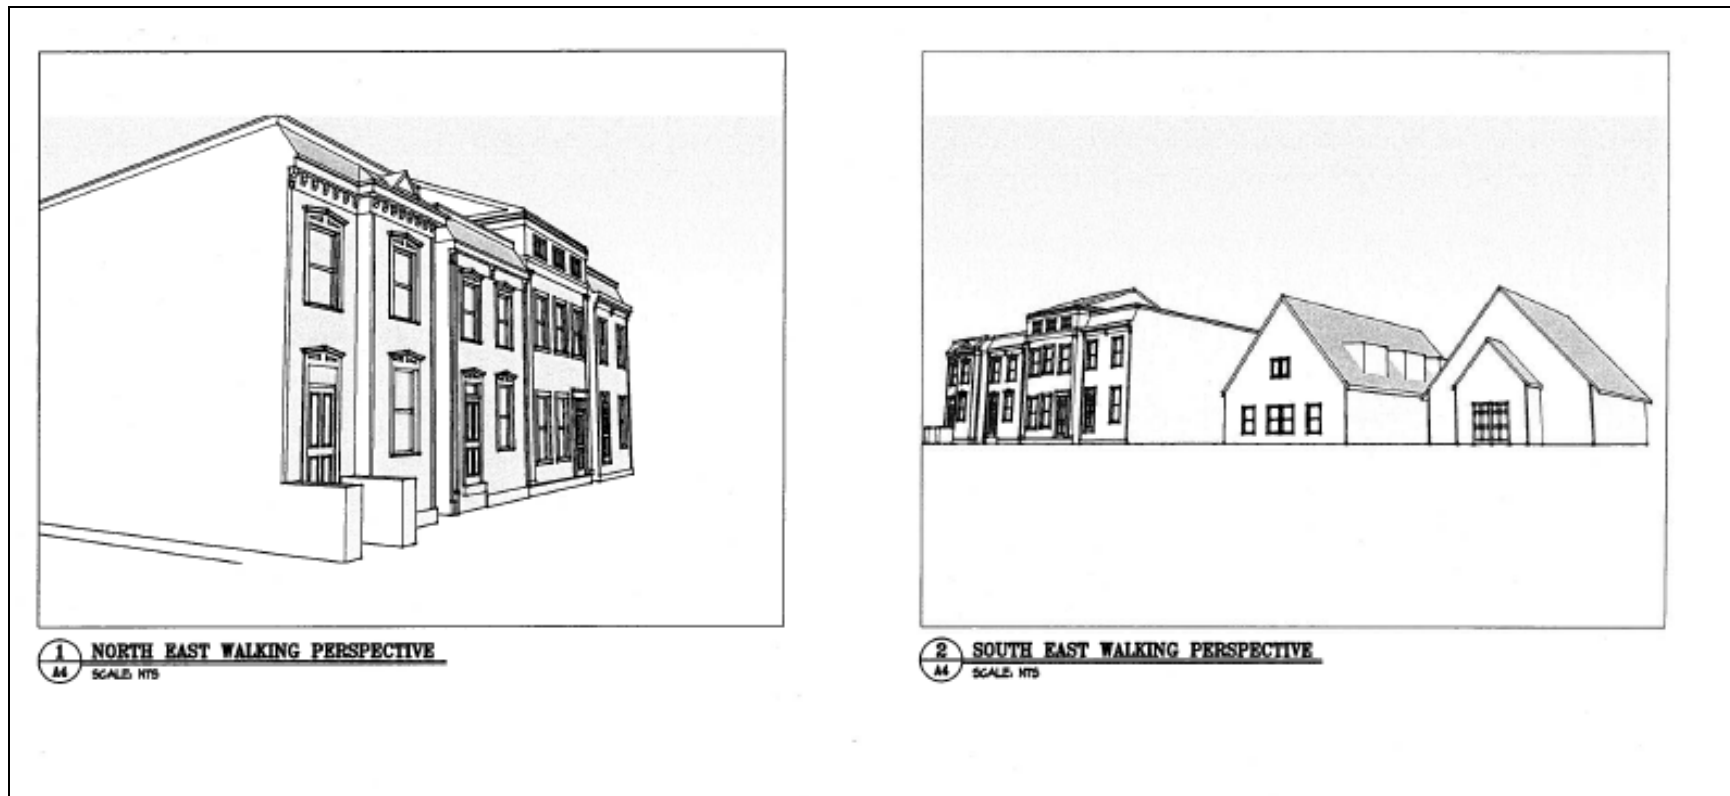 1 NORTH EAST WALKING PERSPECTIVE
A4 SCALE: NTS
2 SOUTH EAST WALKING PERSPECTIVE
A4 SCALE: NTS